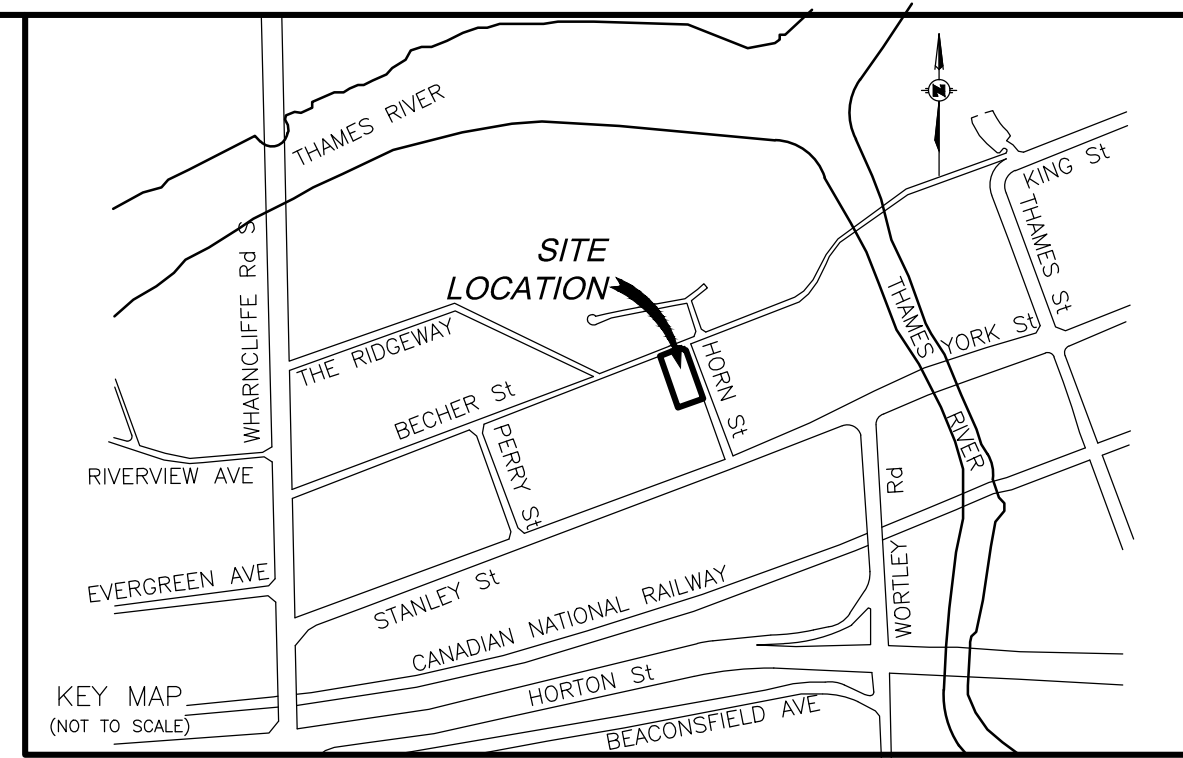 THAMES RIVER
N
KING St
THAMES St
WHARNCLIFFE Rd S
SITE
LOCATION
THAMES RIVER
YORK St
THE RIDGEWAY
HORN St
BECHER St
PERRY St
RIVERVIEW AVE
WORTLEY Rd
EVERGREEN AVE
STANLEY St
CANADIAN NATIONAL RAILWAY
HORTON St
KEY MAP
(NOT TO SCALE)
BEACONSFIELD AVE